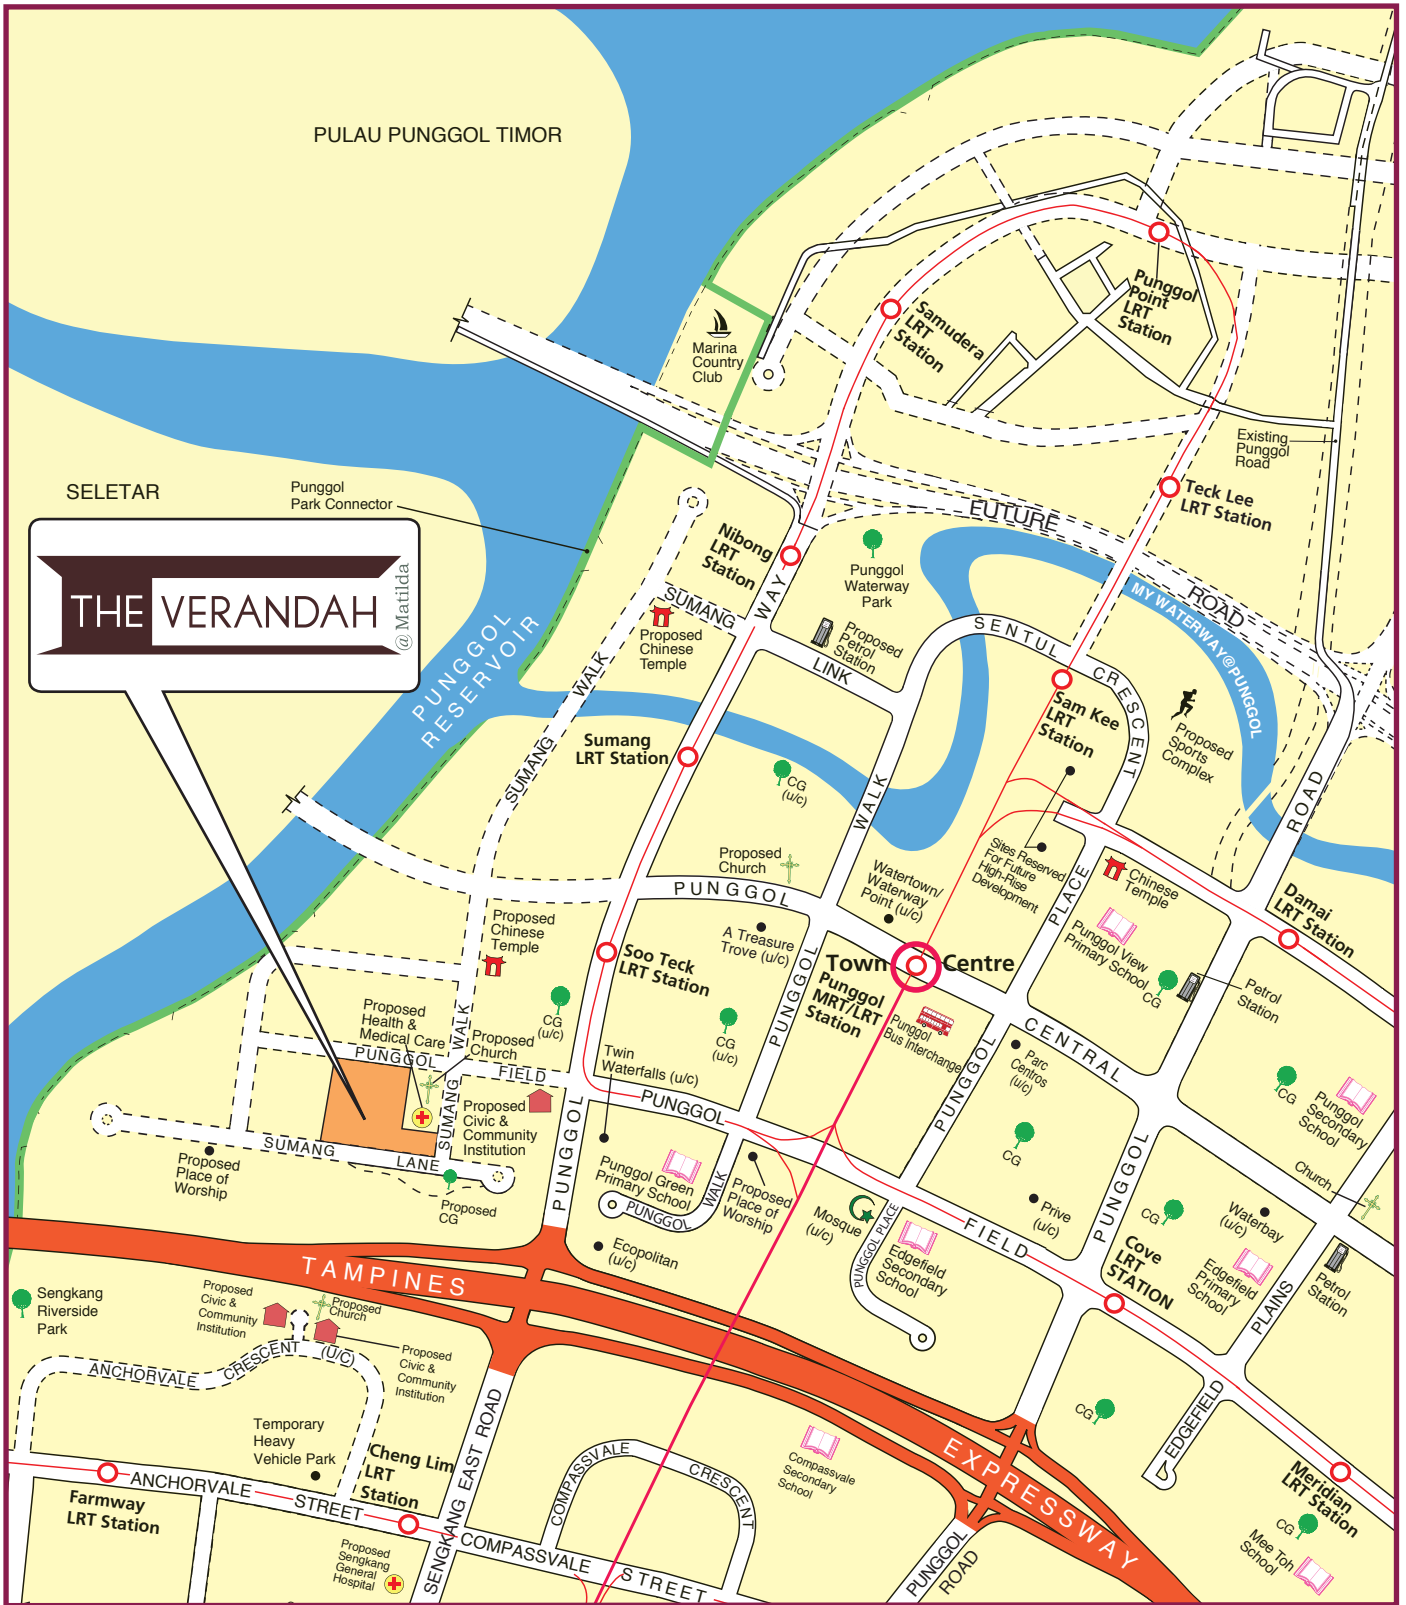 PULAU PUNGGOL TIMOR
Marina
Country
Club
Samudera
LRT
Station
Punggol
Point
LRT
Station
Existing
Punggol
Road
Teck Lee
LRT Station
SELETAR
Punggol
Park Connector
THE VERANDAH
@ Matilda
PUNGGOL
RESERVOIR
Nibong
LRT
Station
FUTURE
ROAD
Punggol
Waterway
Park
MY WATERWAY@PUNGGOL
SUMANG
LINK
WAY
Proposed
Chinese
Temple
Proposed
Petrol
Station
SENTUL
CRESCENT
WALK
SUMANG
Sumang
LRT Station
Sam Kee
LRT
Station
Proposed
Sports
Complex
CG
(u/c)
WALK
ROAD
Proposed
Church
Watertown/
Waterway
Point (u/c)
Sites Reserved
For Future
High-Rise
Development
PLACE
Chinese
Temple
PUNGGOL
Punggol View
Primary School
CG
Damai
LRT Station
Petrol
Station
Proposed
Chinese
Temple
A Treasure
Trove (u/c)
Soo Teck
LRT Station
Town Centre
Punggol
MRT/LRT
Station
Punggol
Bus Interchange
PUNGGOL
CENTRAL
CG
(u/c)
CG
(u/c)
Proposed
Health &
Medical Care
WALK
Proposed
Church
PUNGGOL
FIELD
Twin
Waterfalls (u/c)
PUNGGOL
Parc
Centros
(u/c)
PUNGGOL
CG
Punggol
Secondary
School
SUMANG
Proposed
Civic &
Community
Institution
SUMANG
LANE
Proposed
Place of
Worship
Proposed
CG
PUNGGOL
Punggol Green
Primary School
WALK
PUNGGOL
Proposed
Place of
Worship
Mosque
(u/c)
PUNGGOL PLACE
Edgefield
Secondary
School
FIELD
CG
Prive
(u/c)
PUNGGOL
Church
CG
Waterbay
(u/c)
Cove
LRT
STATION
Edgefield
Primary
School
PLAINS
Petrol
Station
Ecopolitan
(u/c)
TAMPINES
EXPRESSWAY
Sengkang
Riverside
Park
Proposed
Civic &
Community
Institution
Proposed
Church
Proposed
Civic &
Community
Institution
ANCHORVALE
CRESCENT
(U/C)
Temporary
Heavy
Vehicle Park
Cheng Lim
LRT
Station
Farmway
LRT Station
ANCHORVALE
STREET
SENGKANG EAST ROAD
COMPASSVALE
CRESCENT
COMPASSVALE
STREET
Compassvale
Secondary
School
Proposed
Sengkang
General
Hospital
PUNGGOL
ROAD
CG
EDGEFIELD
Meridian
LRT Station
CG
Mee Toh
School